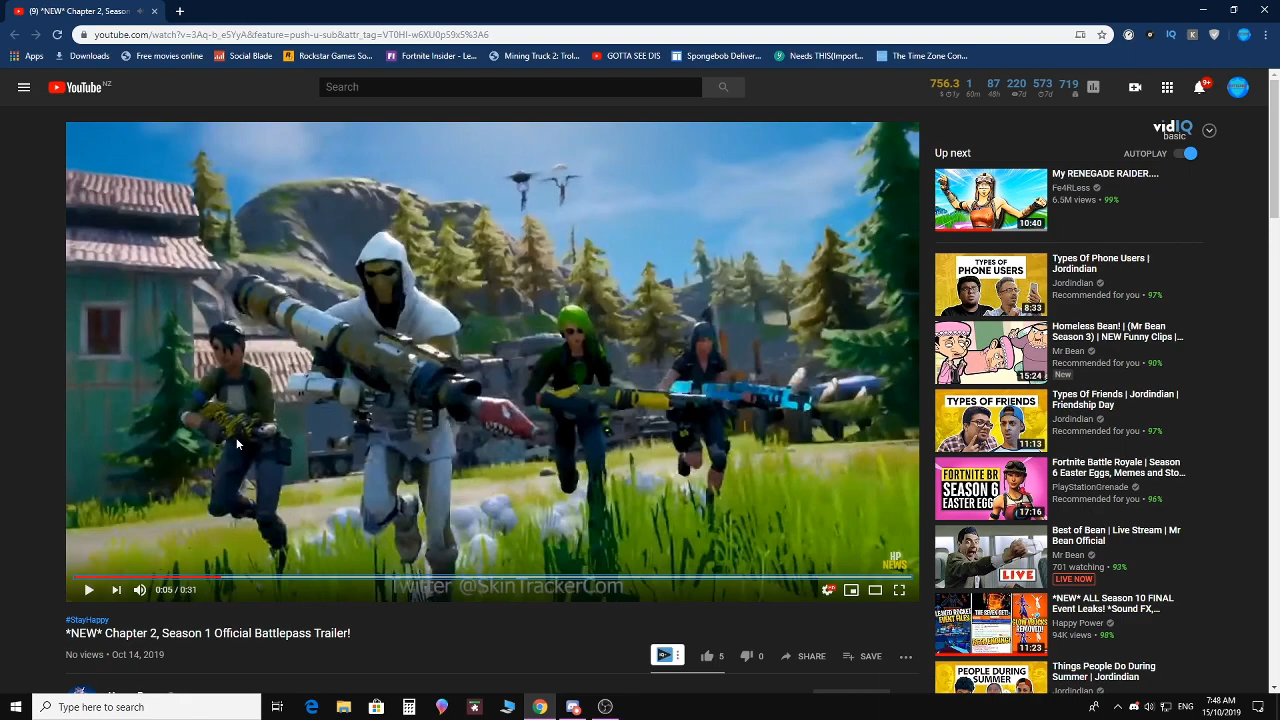 (9) *NEW* Chapter 2, Season
youtube.com/watch?v=3Aq-b_e5YyA&feature=push-u-sub&attr_tag=VT0HI-w6XU0p59x5%3A6
Apps Downloads Free movies online Social Blade Rockstar Games So... Fortnite Insider - Le... Mining Truck 2: Trol... GOTTA SEE DIS Spongebob Deliver... Needs THIS(Import... The Time Zone Con...
YouTube NZ
Search
756.3 1 87 220 573 719
1y 60m 48h 7d 7d
9+
vidIQ
basic
Up next AUTOPLAY
My RENEGADE RAIDER....
Fe4RLess
6.5M views • 99%
10:40
TYPES OF
PHONE USERS
8:33
Types Of Phone Users |
Jordindian
Jordindian
Recommended for you • 97%
15:24
Homeless Bean! | (Mr Bean
Season 3) | NEW Funny Clips |...
Mr Bean
Recommended for you • 90%
New
TYPES OF FRIENDS
11:13
Types Of Friends | Jordindian |
Friendship Day
Jordindian
Recommended for you • 97%
FORTNITE BR
SEASON 6
EASTER EGG
17:16
Fortnite Battle Royale | Season
6 Easter Eggs, Memes and Sto...
PlayStationGrenade
Recommended for you • 96%
LIVE
Best of Bean | Live Stream | Mr
Bean Official
Mr Bean
701 watching • 93%
LIVE NOW
11:23
*NEW* ALL Season 10 FINAL
Event Leaks! *Sound FX,...
Happy Power
94K views • 98%
PEOPLE DURING
SUMMER
Things People Do During
Summer | Jordindian
Jordindian
HP
NEWS
Twitter @SkinTrackerCom
0:05 / 0:31
#StayHappy
*NEW* Chapter 2, Season 1 Official Battle Pass Trailer!
No views • Oct 14, 2019
5 0 SHARE SAVE
Type here to search
ENG
7:48 AM
15/10/2019